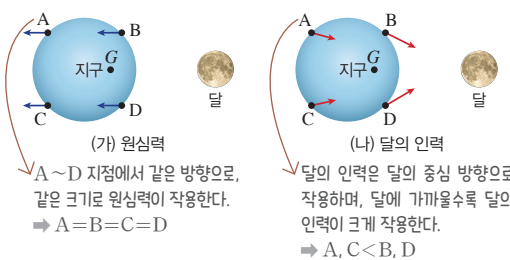 A
B
지구
G
C
D
달
(가) 원심력
A~D 지점에서 같은 방향으로,
같은 크기로 원심력이 작용한다.
➡ A=B=C=D
A
B
지구
G
C
D
달
(나) 달의 인력
달의 인력은 달의 중심 방향으로
작용하며, 달에 가까울수록 달의
인력이 크게 작용한다.
➡ A, C<B, D